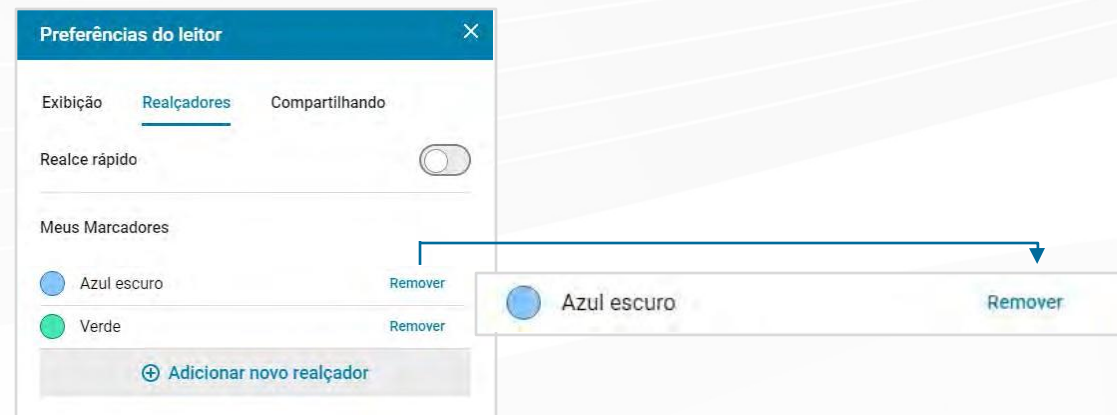 Preferências do leitor
Exibição Realçadores Compartilhando
Realce rápido
Meus Marcadores
Azul escuro Remover
Verde Remover
Adicionar novo realçador
Azul escuro Remover